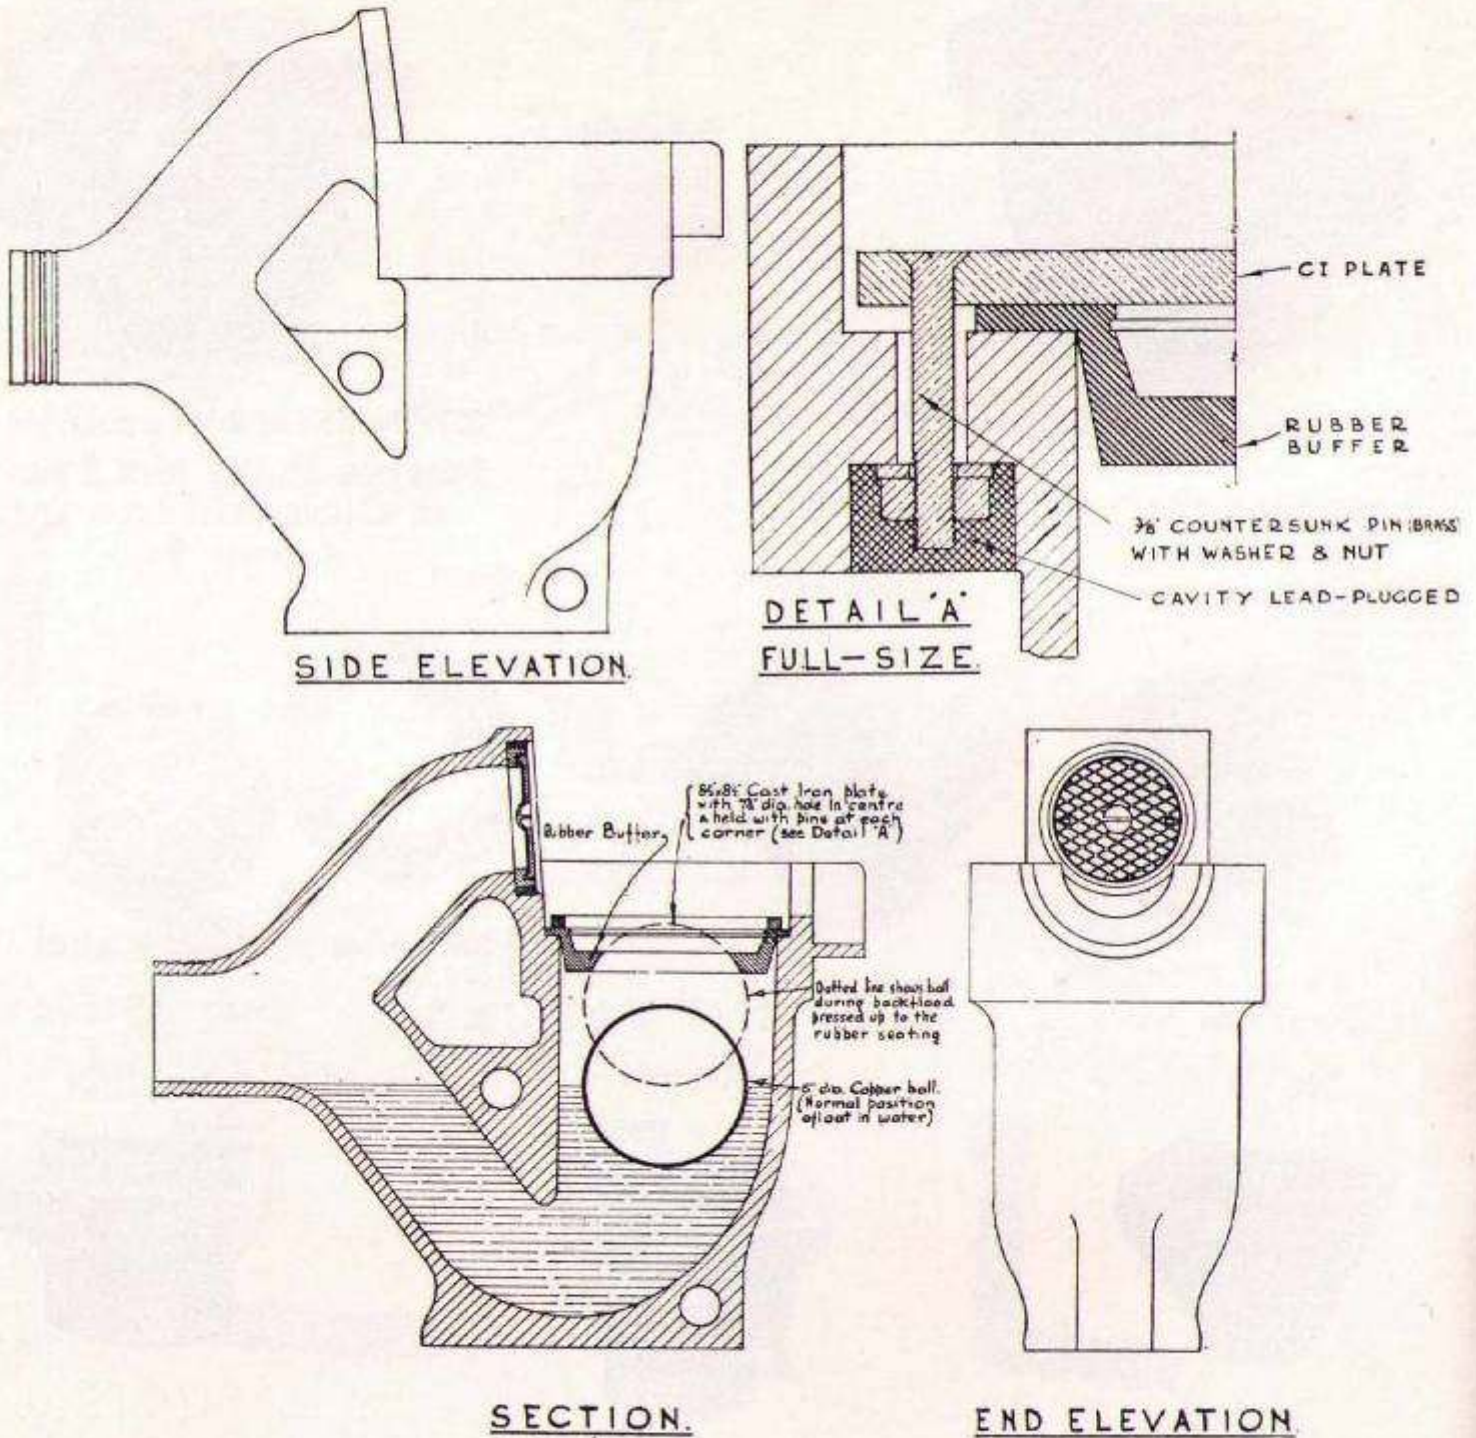 CI PLATE
RUBBER
BUFFER
3/8" COUNTERSUNK PIN (BRASS)
WITH WASHER & NUT
CAVITY LEAD-PLUGGED
DETAIL "A"
FULL-SIZE.
SIDE ELEVATION.
Cast Iron plate
with 7/8" dia. hole in centre
& held with pins at each
corner (see Detail "A")
Rubber Buffer
Dotted line shows ball
during backflood
pressed up to the
rubber seating
dia. Copper ball.
(Normal position
afloat in water)
SECTION.
END ELEVATION